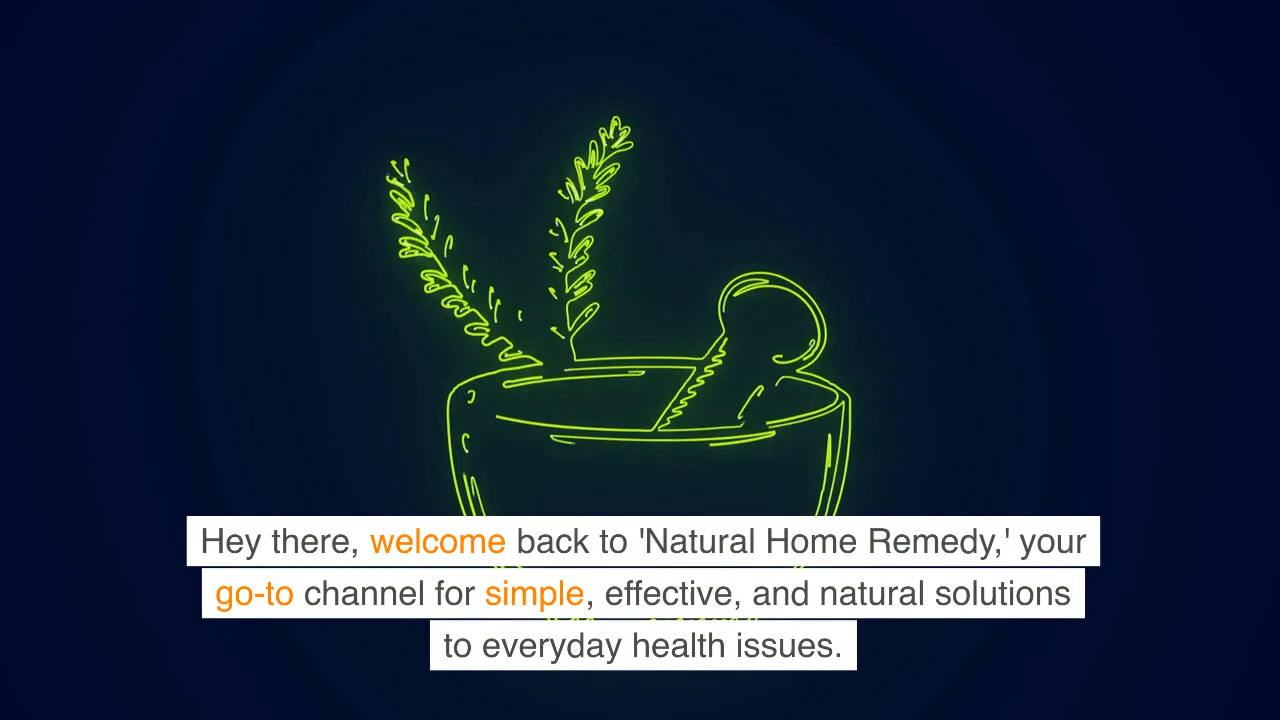 Hey there, welcome back to 'Natural Home Remedy,' your
go-to channel for simple, effective, and natural solutions
to everyday health issues.